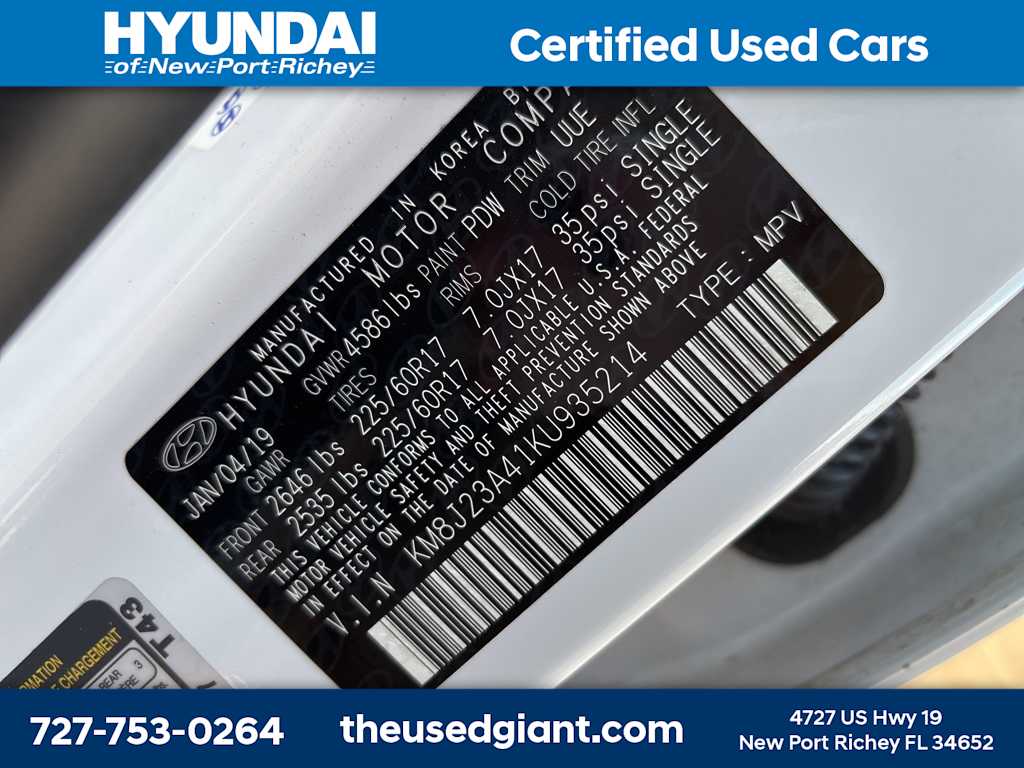 HYUNDAI
of New Port Richey
Certified Used Cars
MANUFACTURED IN KOREA BY
HYUNDAI MOTOR COMPA
JAN/04/19 GVWR 4586 lbs PAINT PDW TRIM UUE
GAWR TIRES RIMS COLD TIRE INFL
FRONT 2646 lbs 225/60R17 7.0JX17 35psi SINGLE
REAR 2535 lbs 225/60R17 7.0JX17 35psi SINGLE
THIS VEHICLE CONFORMS TO ALL APPLICABLE U.S.A. FEDERAL
MOTOR VEHICLE SAFETY AND THEFT PREVENTION STANDARDS
IN EFFECT ON THE DATE OF MANUFACTURE SHOWN ABOVE
V.I.N KM8J23A41KU935214 TYPE : MPV
T43
CHARGEMENT
REAR 3
727-753-0264
theusedgiant.com
4727 US Hwy 19
New Port Richey FL 34652